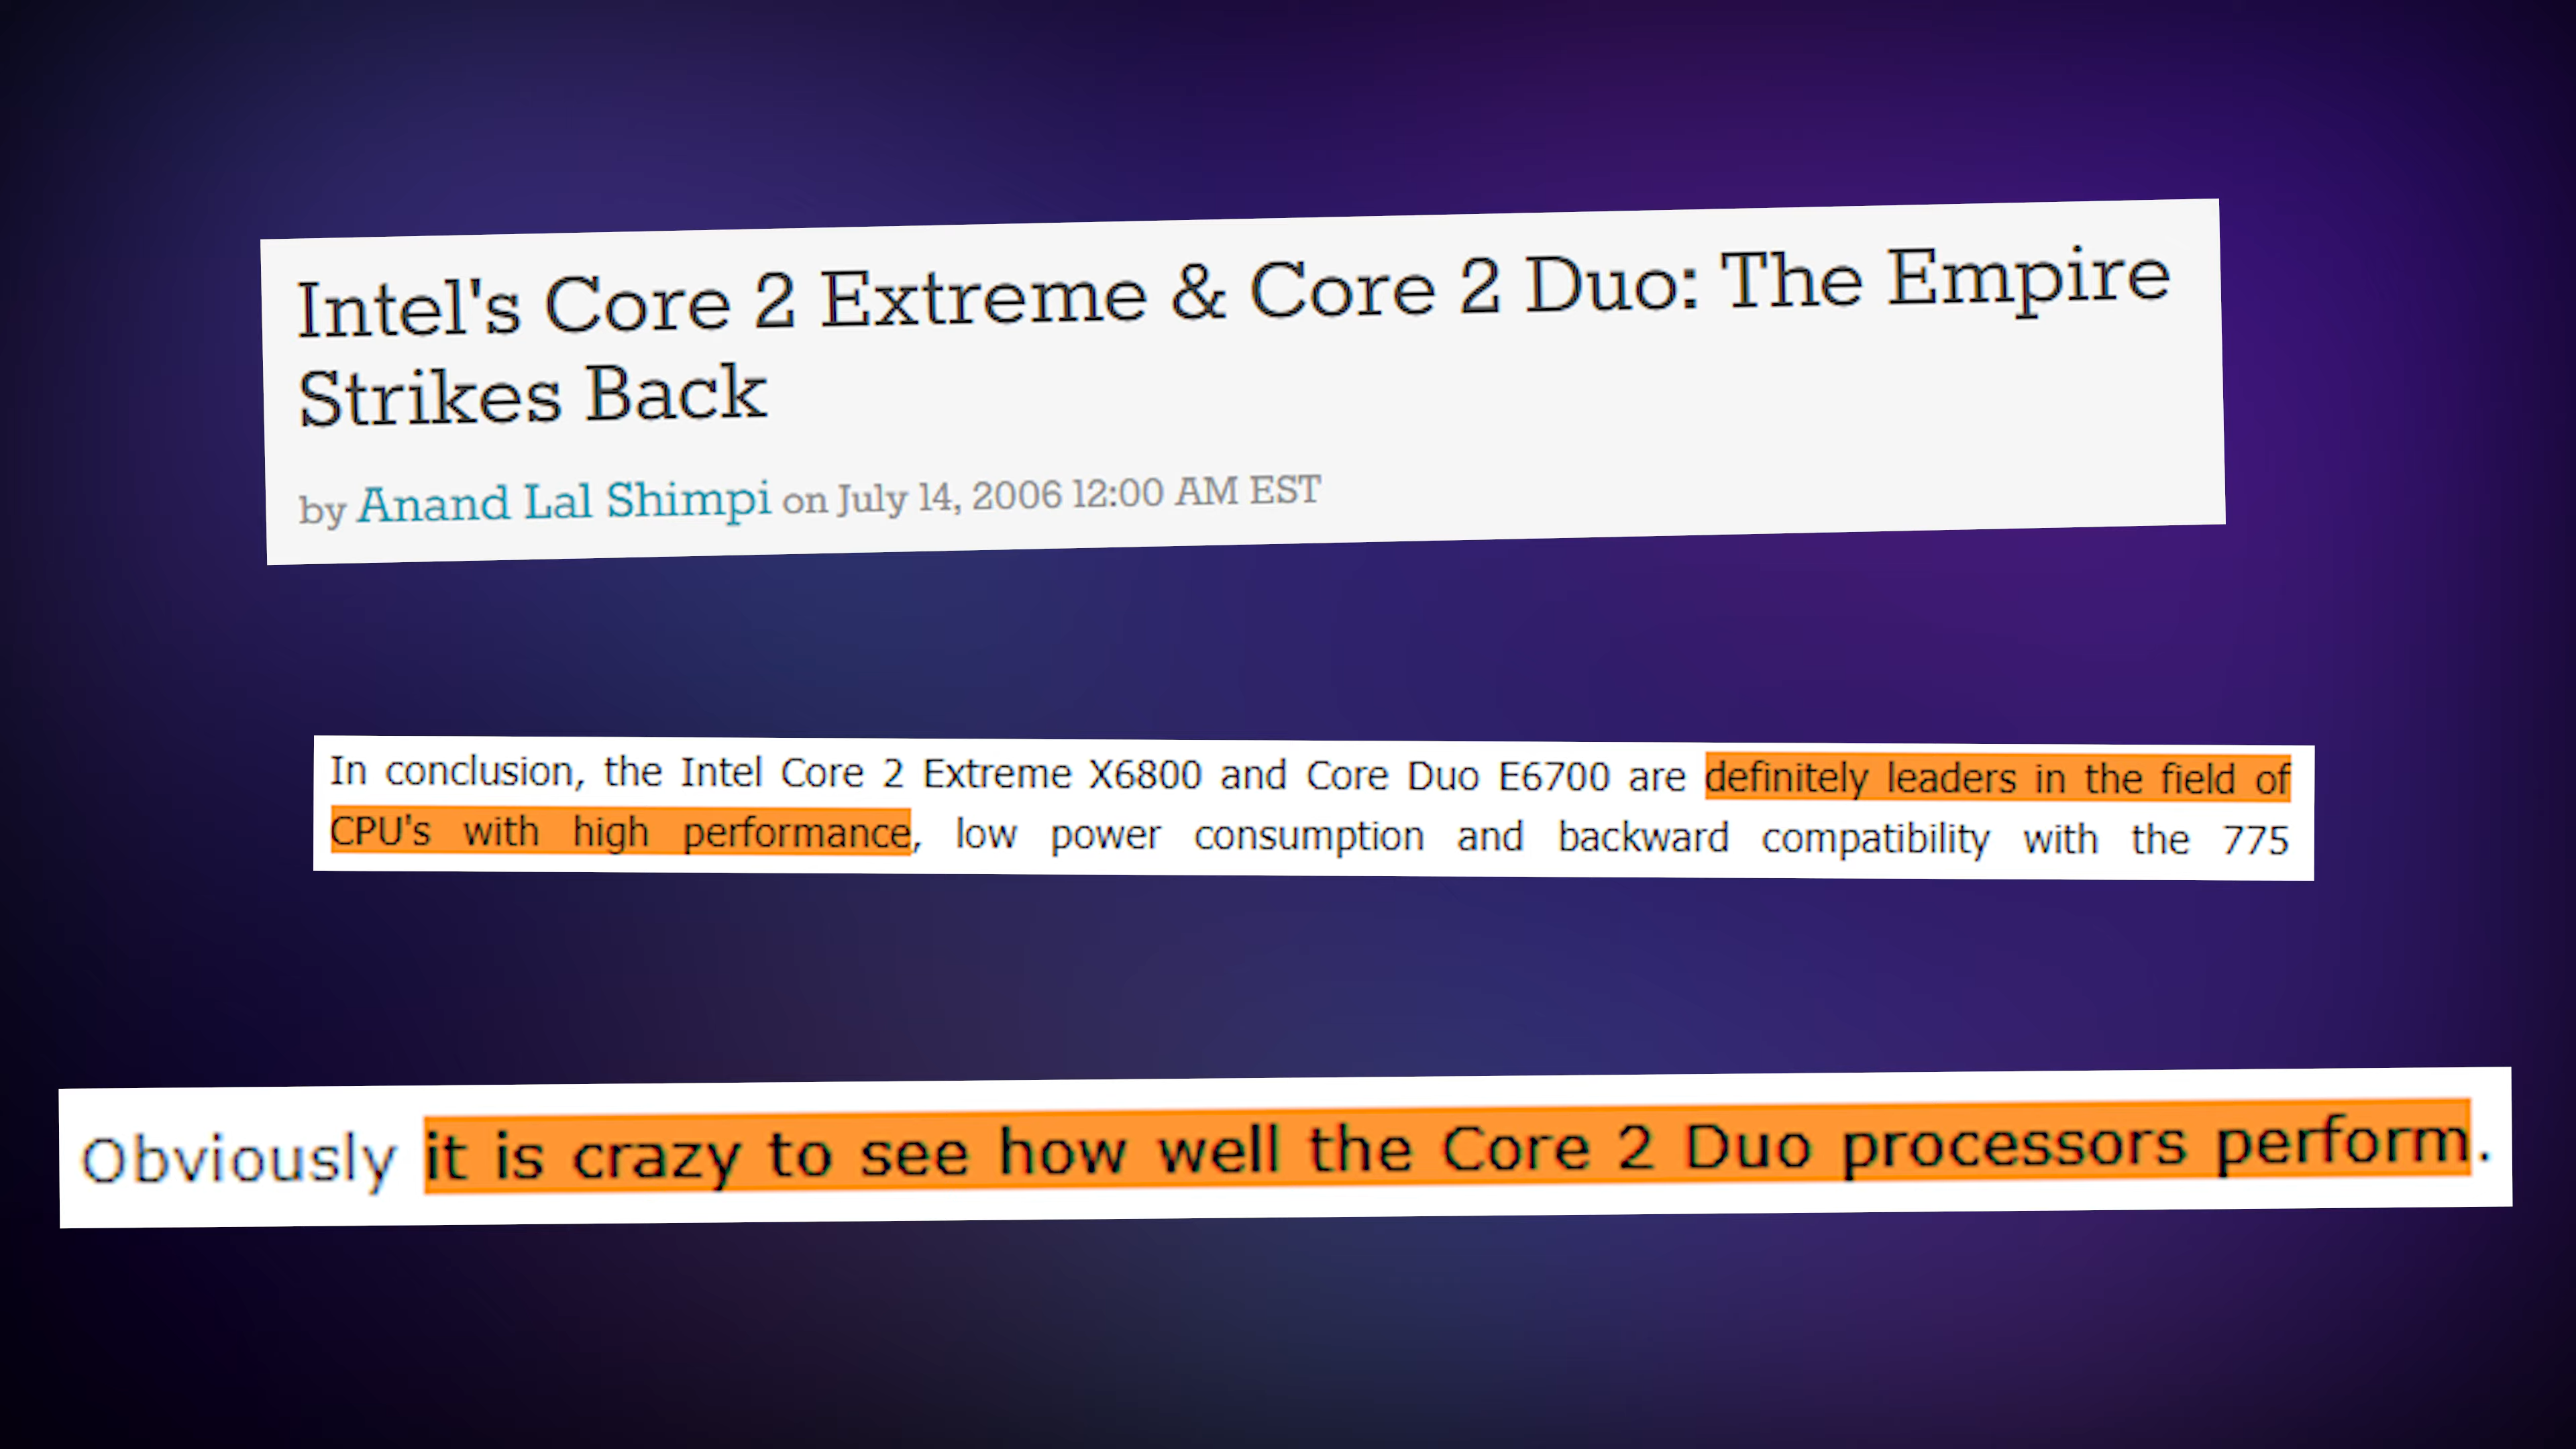 Intel's Core 2 Extreme & Core 2 Duo: The Empire
Strikes Back
by Anand Lal Shimpi on July 14, 2006 12:00 AM EST
In conclusion, the Intel Core 2 Extreme X6800 and Core Duo E6700 are definitely leaders in the field of
CPU's with high performance, low power consumption and backward compatibility with the 775
Obviously it is crazy to see how well the Core 2 Duo processors perform.